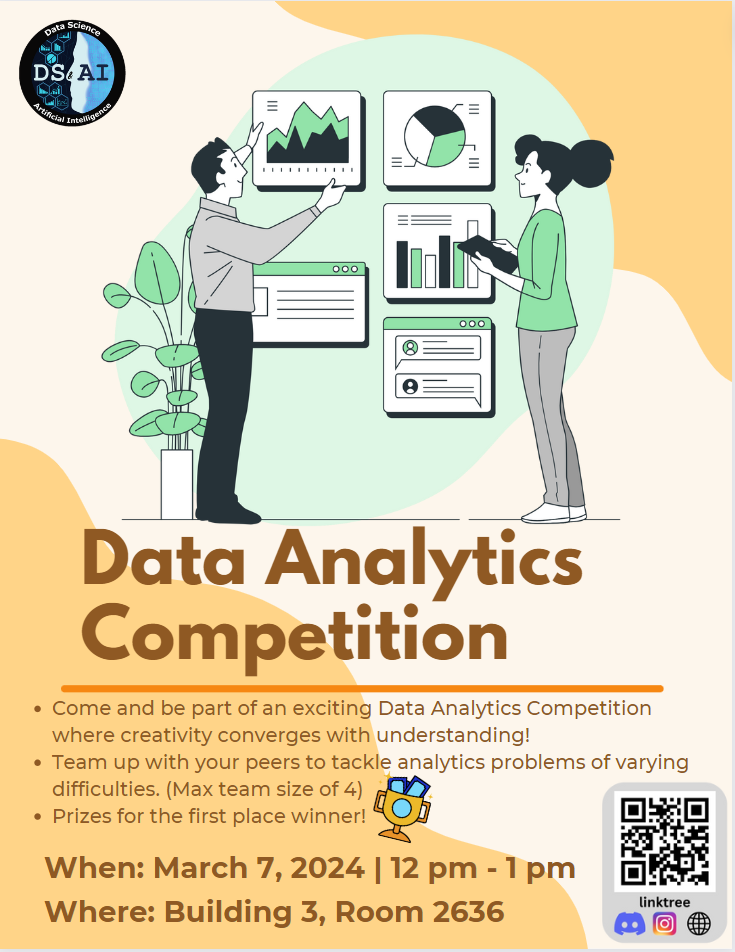 Data Science
DS&AI
Artificial Intelligence
Data Analytics
Competition
• Come and be part of an exciting Data Analytics Competition
where creativity converges with understanding!
• Team up with your peers to tackle analytics problems of varying
difficulties. (Max team size of 4)
• Prizes for the first place winner!
When: March 7, 2024 | 12 pm - 1 pm
Where: Building 3, Room 2636
linktree